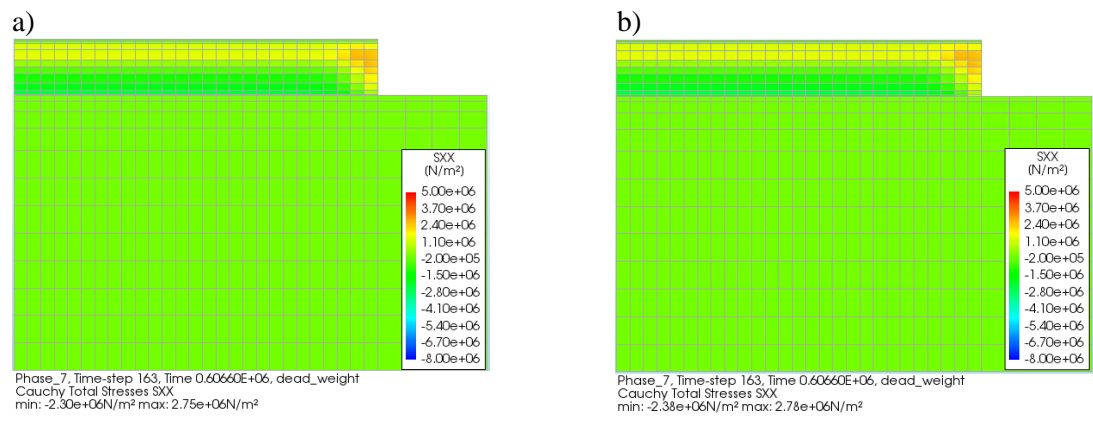 a)
SXX
(N/m²)
5.00e+06
3.70e+06
2.40e+06
1.10e+06
-2.00e+05
-1.50e+06
-2.80e+06
-4.10e+06
-5.40e+06
-6.70e+06
-8.00e+06
Phase_7, Time-step 163, Time 0.60660E+06, dead_weight
Cauchy Total Stresses SXX
min: -2.30e+06N/m² max: 2.75e+06N/m²
b)
SXX
(N/m²)
5.00e+06
3.70e+06
2.40e+06
1.10e+06
-2.00e+05
-1.50e+06
-2.80e+06
-4.10e+06
-5.40e+06
-6.70e+06
-8.00e+06
Phase_7, Time-step 163, Time 0.60660E+06, dead_weight
Cauchy Total Stresses SXX
min: -2.38e+06N/m² max: 2.78e+06N/m²